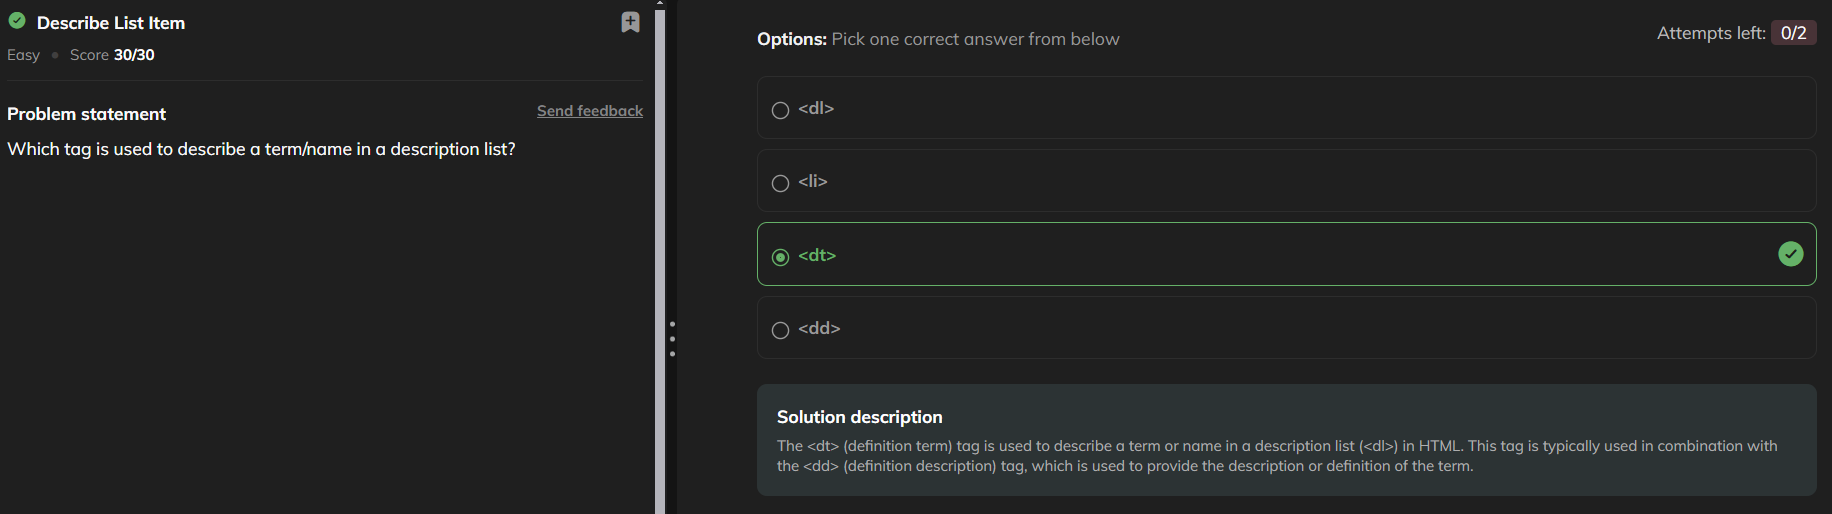 Describe List Item
Easy • Score 30/30
Problem statement
Send feedback
Which tag is used to describe a term/name in a description list?
Options: Pick one correct answer from below
Attempts left: 0/2
<dl>
<li>
<dt>
<dd>
Solution description
The <dt> (definition term) tag is used to describe a term or name in a description list (<dl>) in HTML. This tag is typically used in combination with
the <dd> (definition description) tag, which is used to provide the description or definition of the term.